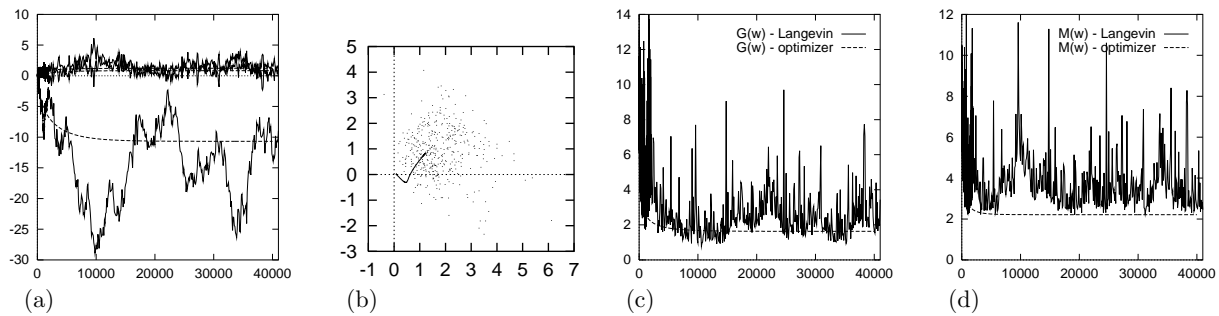 10
5
0
-5
-10
-15
-20
-25
-30
0 10000 20000 30000 40000
(a)
5
4
3
2
1
0
-1
-2
-3
-1 0 1 2 3 4 5 6 7
(b)
14
12
10
8
6
4
2
0
G(w) - Langevin
G(w) - optimizer
0 10000 20000 30000 40000
(c)
14
12
10
8
6
4
2
0
M(w) - Langevin
M(w) - optimizer
0 10000 20000 30000 40000
(d)